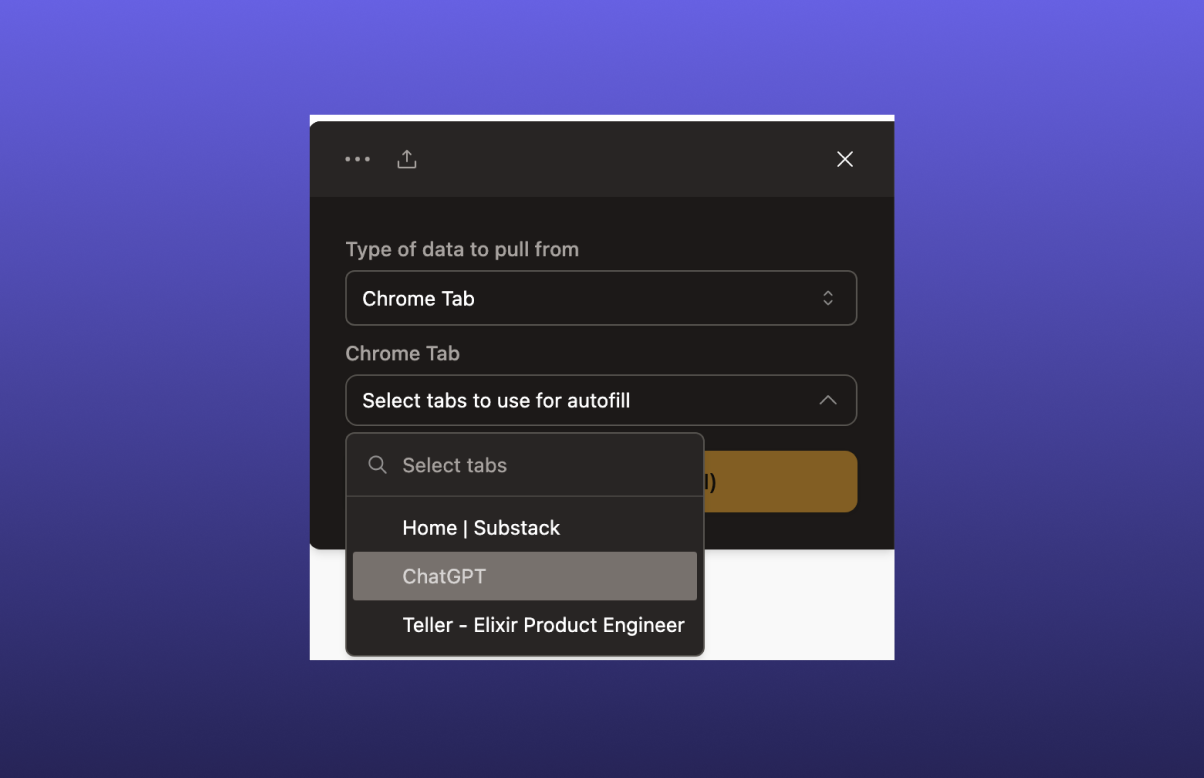 Type of data to pull from
Chrome Tab
Chrome Tab
Select tabs to use for autofill
Select tabs
l)
Home | Substack
ChatGPT
Teller - Elixir Product Engineer